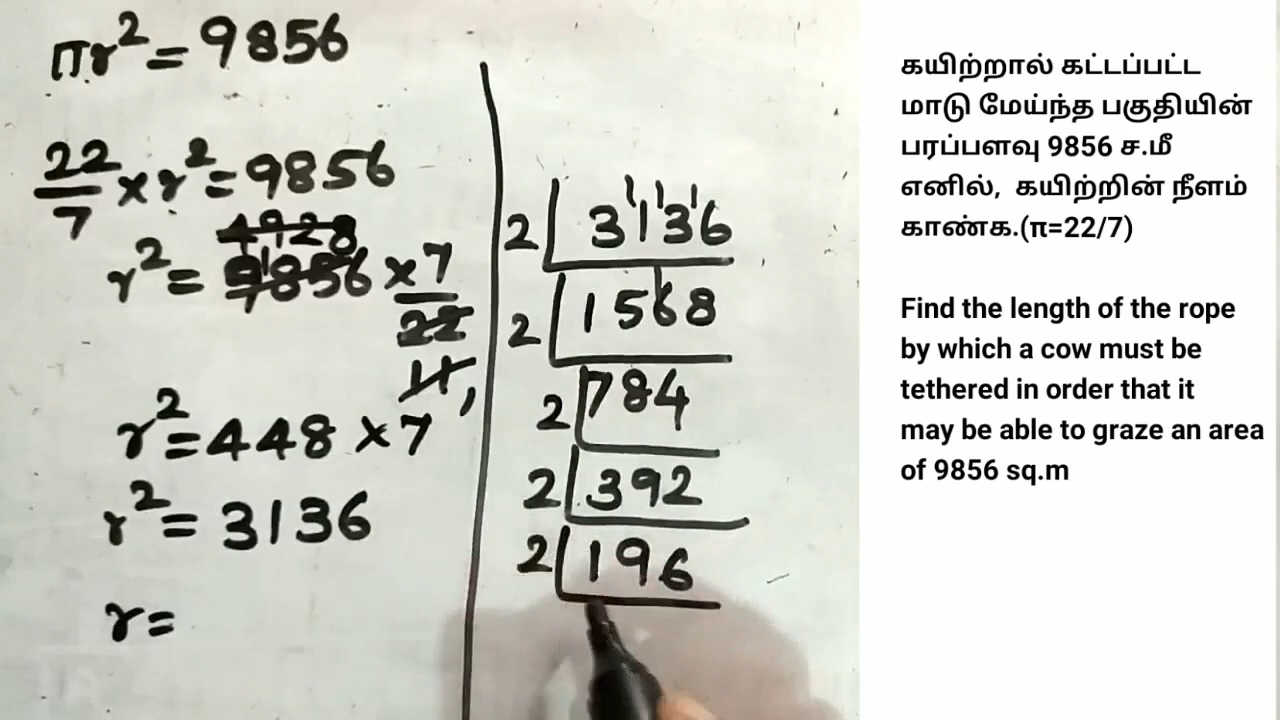 πr² = 9856
22/7 × r² = 9856
4928
r² = 9856 × 7
22
11
r² = 448 × 7
r² = 3136
r =
2 3136
2 1568
2 784
2 392
2 196
கயிற்றால் கட்டப்பட்ட
மாடு மேய்ந்த பகுதியின்
பரப்பளவு 9856 ச.மீ
எனில், கயிற்றின் நீளம்
காண்க.(π=22/7)
Find the length of the rope
by which a cow must be
tethered in order that it
may be able to graze an area
of 9856 sq.m